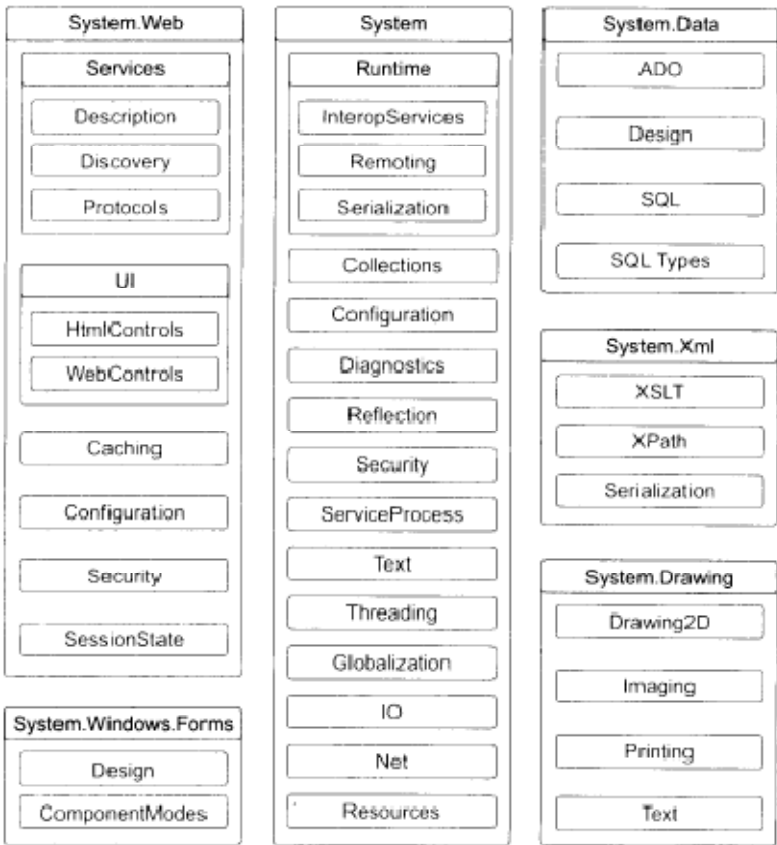 System.Web
Services
Description
Discovery
Protocols
UI
HtmlControls
WebControls
Caching
Configuration
Security
SessionState
System.Windows.Forms
Design
ComponentModes
System
Runtime
InteropServices
Remoting
Serialization
Collections
Configuration
Diagnostics
Reflection
Security
ServiceProcess
Text
Threading
Globalization
IO
Net
Resources
System.Data
ADO
Design
SQL
SQL Types
System.Xml
XSLT
XPath
Serialization
System.Drawing
Drawing2D
Imaging
Printing
Text